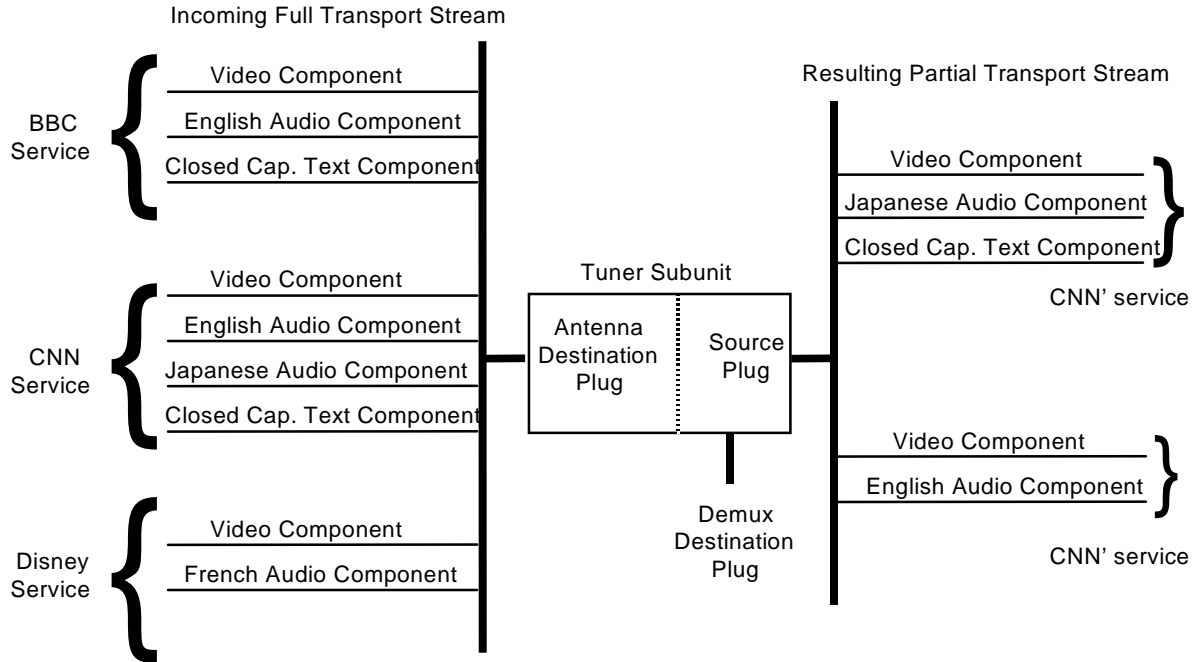 Incoming Full Transport Stream
BBC
Service
Video Component
English Audio Component
Closed Cap. Text Component
CNN
Service
Video Component
English Audio Component
Japanese Audio Component
Closed Cap. Text Component
Disney
Service
Video Component
French Audio Component
Tuner Subunit
Antenna
Destination
Plug
Source
Plug
Demux
Destination
Plug
Resulting Partial Transport Stream
Video Component
Japanese Audio Component
Closed Cap. Text Component
CNN’ service
Video Component
English Audio Component
CNN’ service